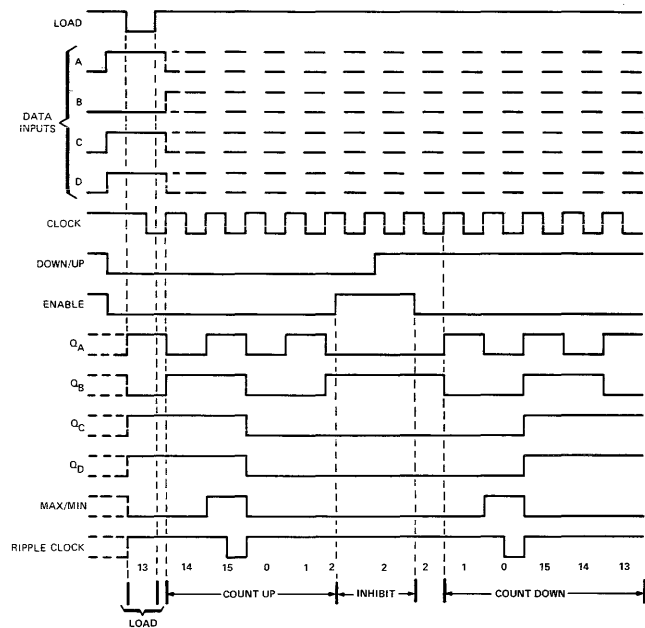 LOAD
A
B
DATA
INPUTS
C
D
CLOCK
DOWN/UP
ENABLE
QA
QB
QC
QD
MAX/MIN
RIPPLE CLOCK
13 14 15 0 1 2 2 2 1 0 15 14 13
COUNT UP INHIBIT COUNT DOWN
LOAD